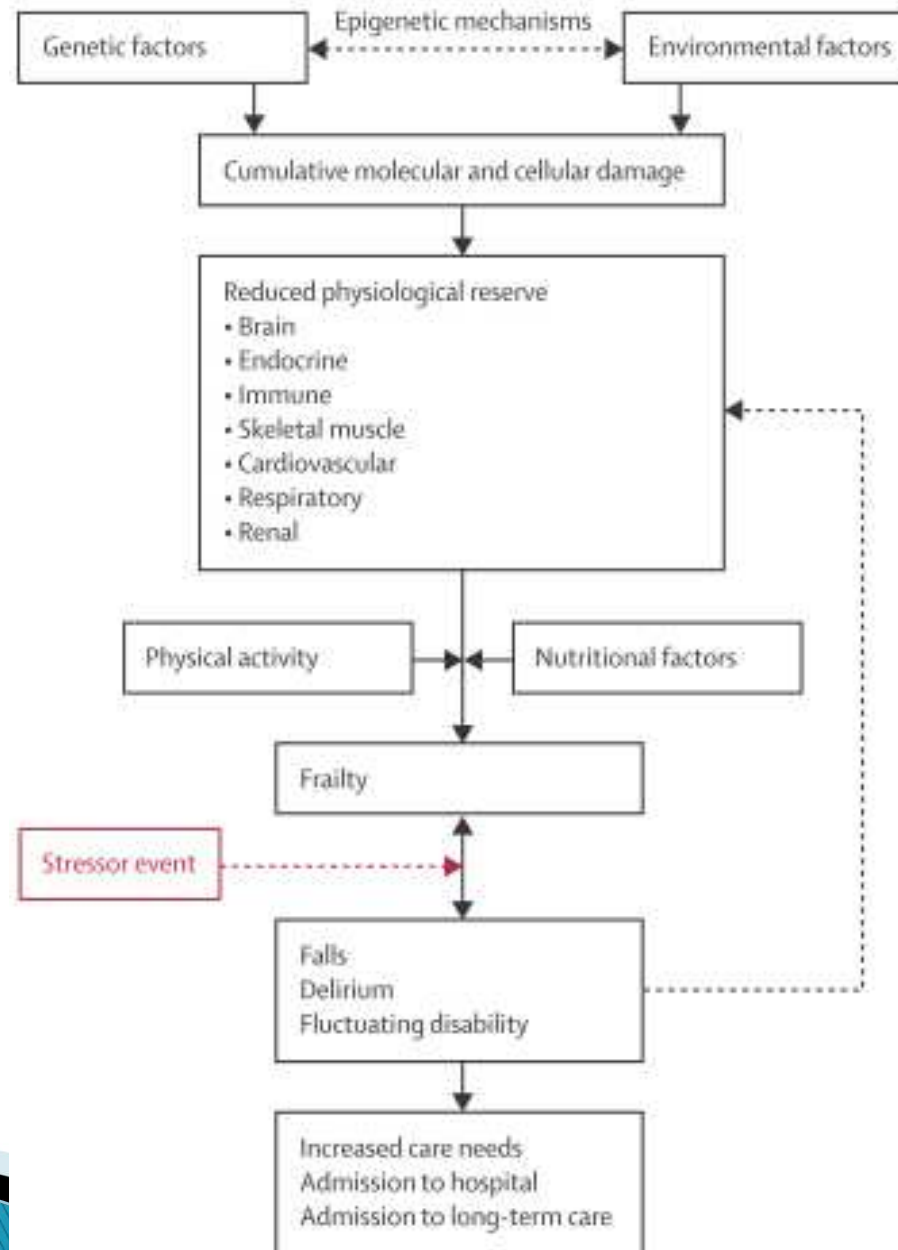 Epigenetic mechanisms
Genetic factors
Environmental factors
Cumulative molecular and cellular damage
Reduced physiological reserve
• Brain
• Endocrine
• Immune
• Skeletal muscle
• Cardiovascular
• Respiratory
• Renal
Physical activity
Nutritional factors
Frailty
Stressor event
Falls
Delirium
Fluctuating disability
Increased care needs
Admission to hospital
Admission to long-term care